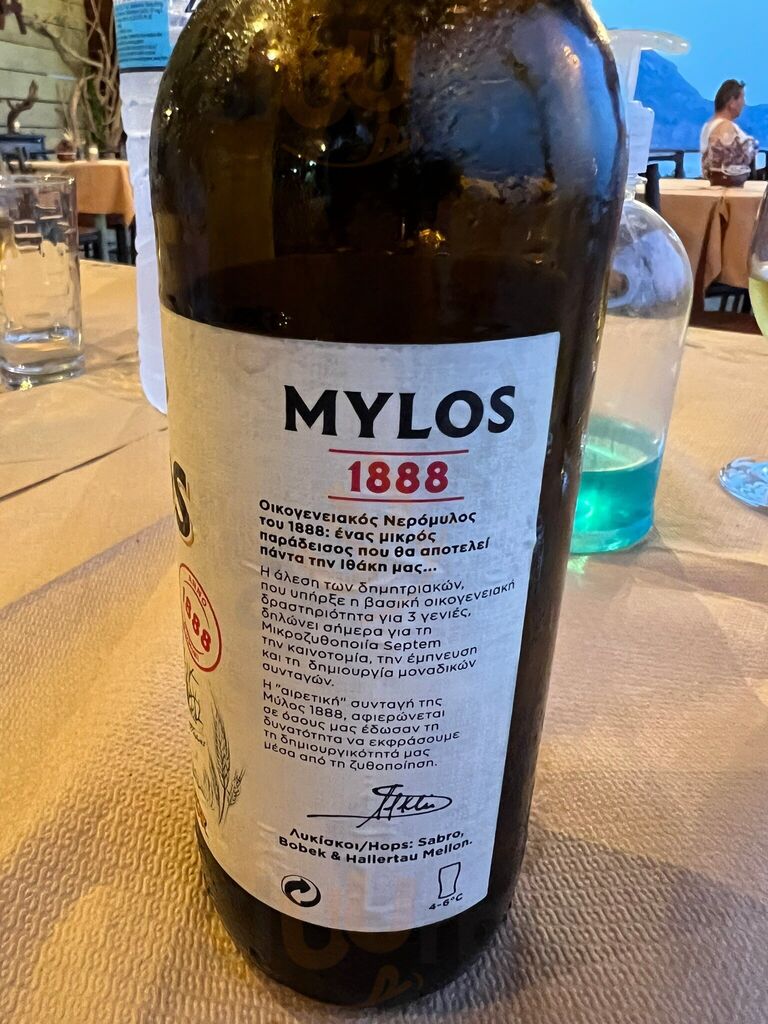 MYLOS
1888
Οικογενειακός Νερόμυλος
του 1888: ένας μικρός
παράδεισος που θα αποτελεί
πάντα την Ιθάκη μας...
Η άλεση των δημητριακών,
που υπήρξε η βασική οικογενειακή
δραστηριότητα για 3 γενιές,
δηλώνει σήμερα για τη
Μικροζυθοποιία Septem
την καινοτομία, την έμπνευση
και τη δημιουργία μοναδικών
συνταγών.
Η "αιρετική" συνταγή της
Μύλος 1888, αφιερώνεται
σε όσους μας έδωσαν τη
δυνατότητα να εκφράσουμε
τη δημιουργικότητά μας
μέσα από τη ζυθοποίηση.
Λυκίσκοι/Hops: Sabro,
Bobek & Hallertau Mellon.
4-6°C
S
ANNO
1888